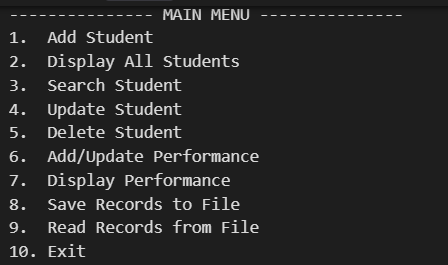 --------------- MAIN MENU ---------------
1.  Add Student
2.  Display All Students
3.  Search Student
4.  Update Student
5.  Delete Student
6.  Add/Update Performance
7.  Display Performance
8.  Save Records to File
9.  Read Records from File
10. Exit